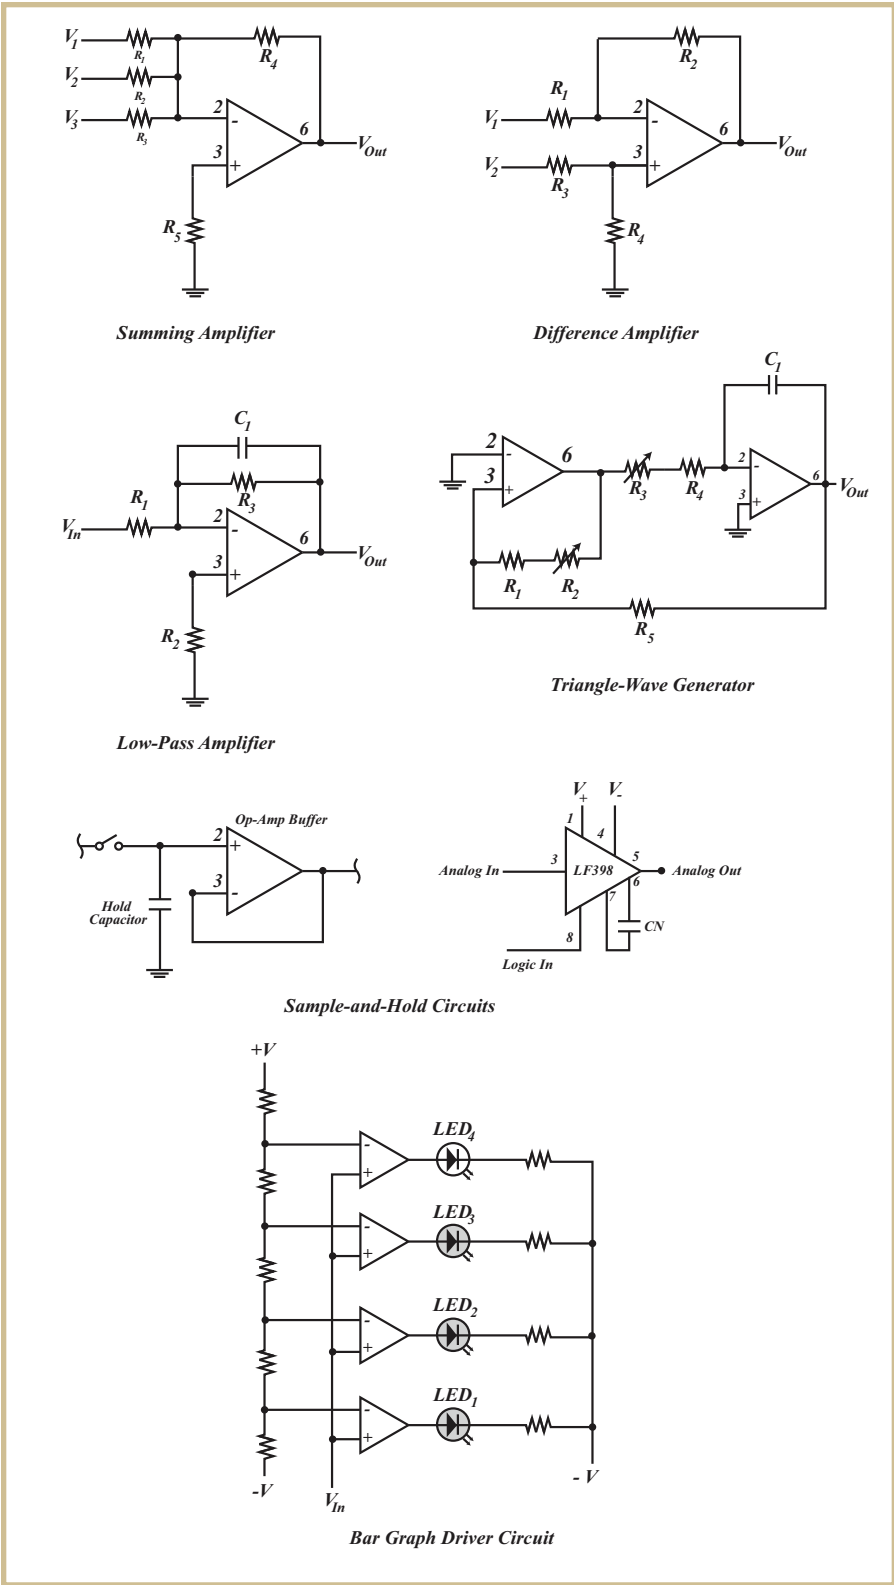 V1
R1
R4
V2
R2
V3
R3
2
-
3
+
6
VOut
R5
Summing Amplifier
R2
R1
V1
2
-
6
VOut
V2
3
+
R3
R4
Difference Amplifier
C1
R3
R1
VIn
2
-
6
VOut
3
+
R2
Low-Pass Amplifier
C1
2
-
6
3
+
R3
R4
2
-
6
VOut
3
+
R1
R2
R5
Triangle-Wave Generator
Op-Amp Buffer
2
+
3
-
Hold
Capacitor
V+
V-
1
4
Analog In
3
LF398
5
Analog Out
6
7
CN
8
Logic In
Sample-and-Hold Circuits
+V
LED4
-
+
LED3
-
+
LED2
-
+
LED1
-
+
-V
VIn
- V
Bar Graph Driver Circuit